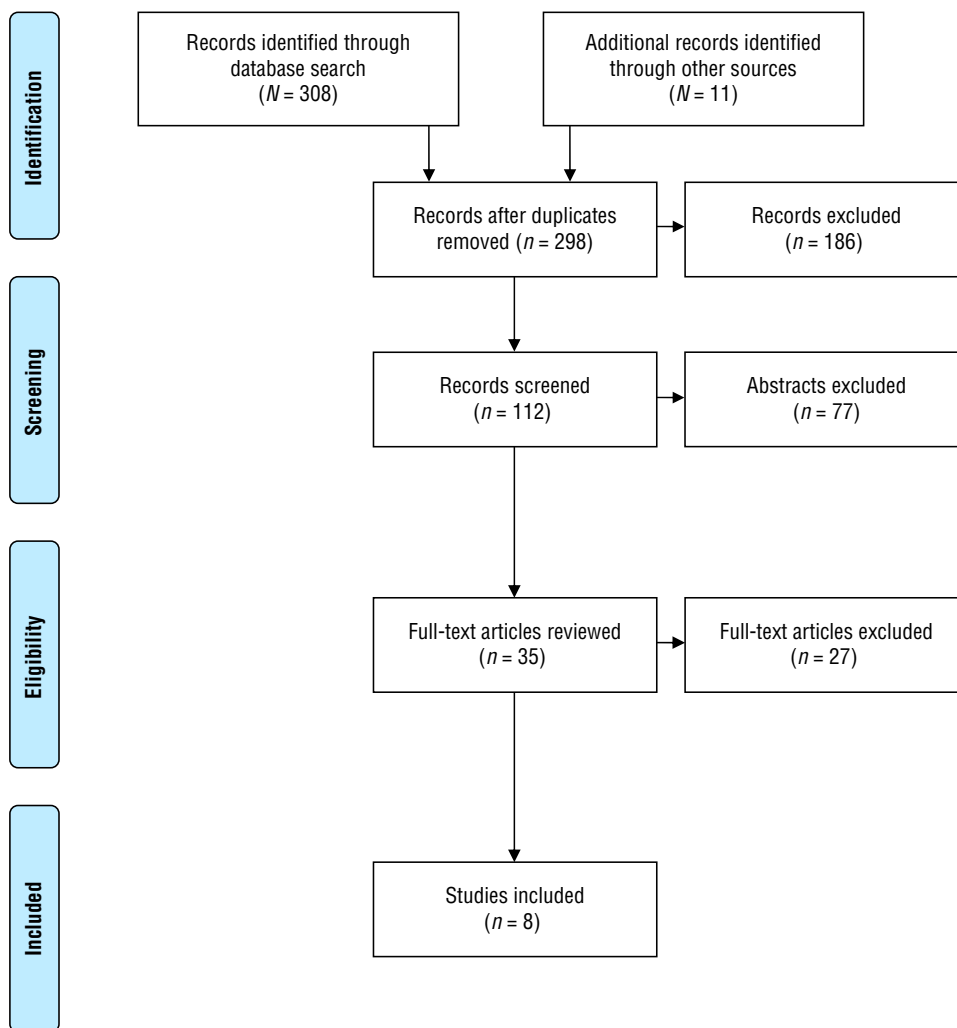 Identification
Records identified through
database search
(N = 308)
Additional records identified
through other sources
(N = 11)
Records after duplicates
removed (n = 298)
Records excluded
(n = 186)
Screening
Records screened
(n = 112)
Abstracts excluded
(n = 77)
Eligibility
Full-text articles reviewed
(n = 35)
Full-text articles excluded
(n = 27)
Included
Studies included
(n = 8)